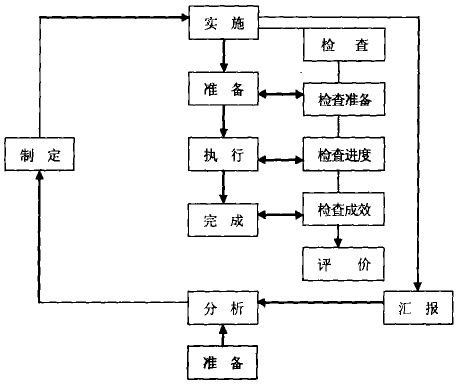 实 施
检 查
准 备
检查准备
制 定
执 行
检查进度
完 成
检查成效
评 价
分 析
汇 报
准 备